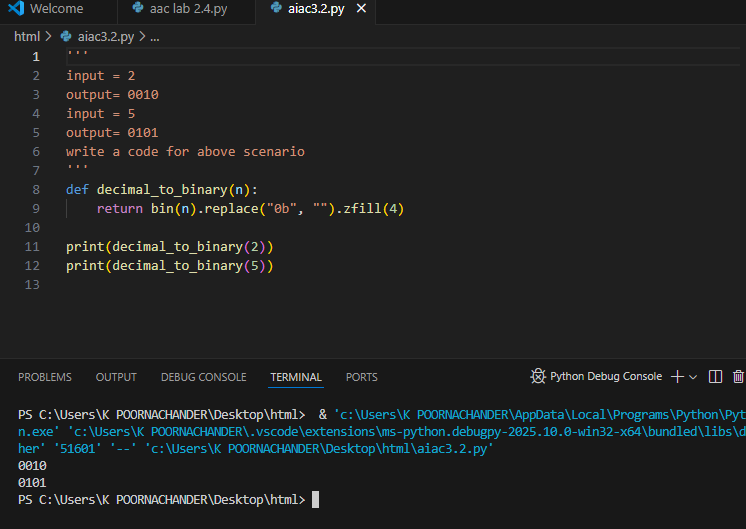 Welcome aac lab 2.4.py aiac3.2.py
html > aiac3.2.py > ...
1 '''
2 input = 2
3 output= 0010
4 input = 5
5 output= 0101
6 write a code for above scenario
7 '''
8 def decimal_to_binary(n):
9     return bin(n).replace("0b", "").zfill(4)
10
11 print(decimal_to_binary(2))
12 print(decimal_to_binary(5))
13
PROBLEMS OUTPUT DEBUG CONSOLE TERMINAL PORTS Python Debug Console
PS C:\Users\K POORNACHANDER\Desktop\html>  & 'c:\Users\K POORNACHANDER\AppData\Local\Programs\Python\Pyt
n.exe' 'c:\Users\K POORNACHANDER\.vscode\extensions\ms-python.debugpy-2025.10.0-win32-x64\bundled\libs\d
her' '51601' '--' 'c:\Users\K POORNACHANDER\Desktop\html\aiac3.2.py'
0010
0101
PS C:\Users\K POORNACHANDER\Desktop\html>